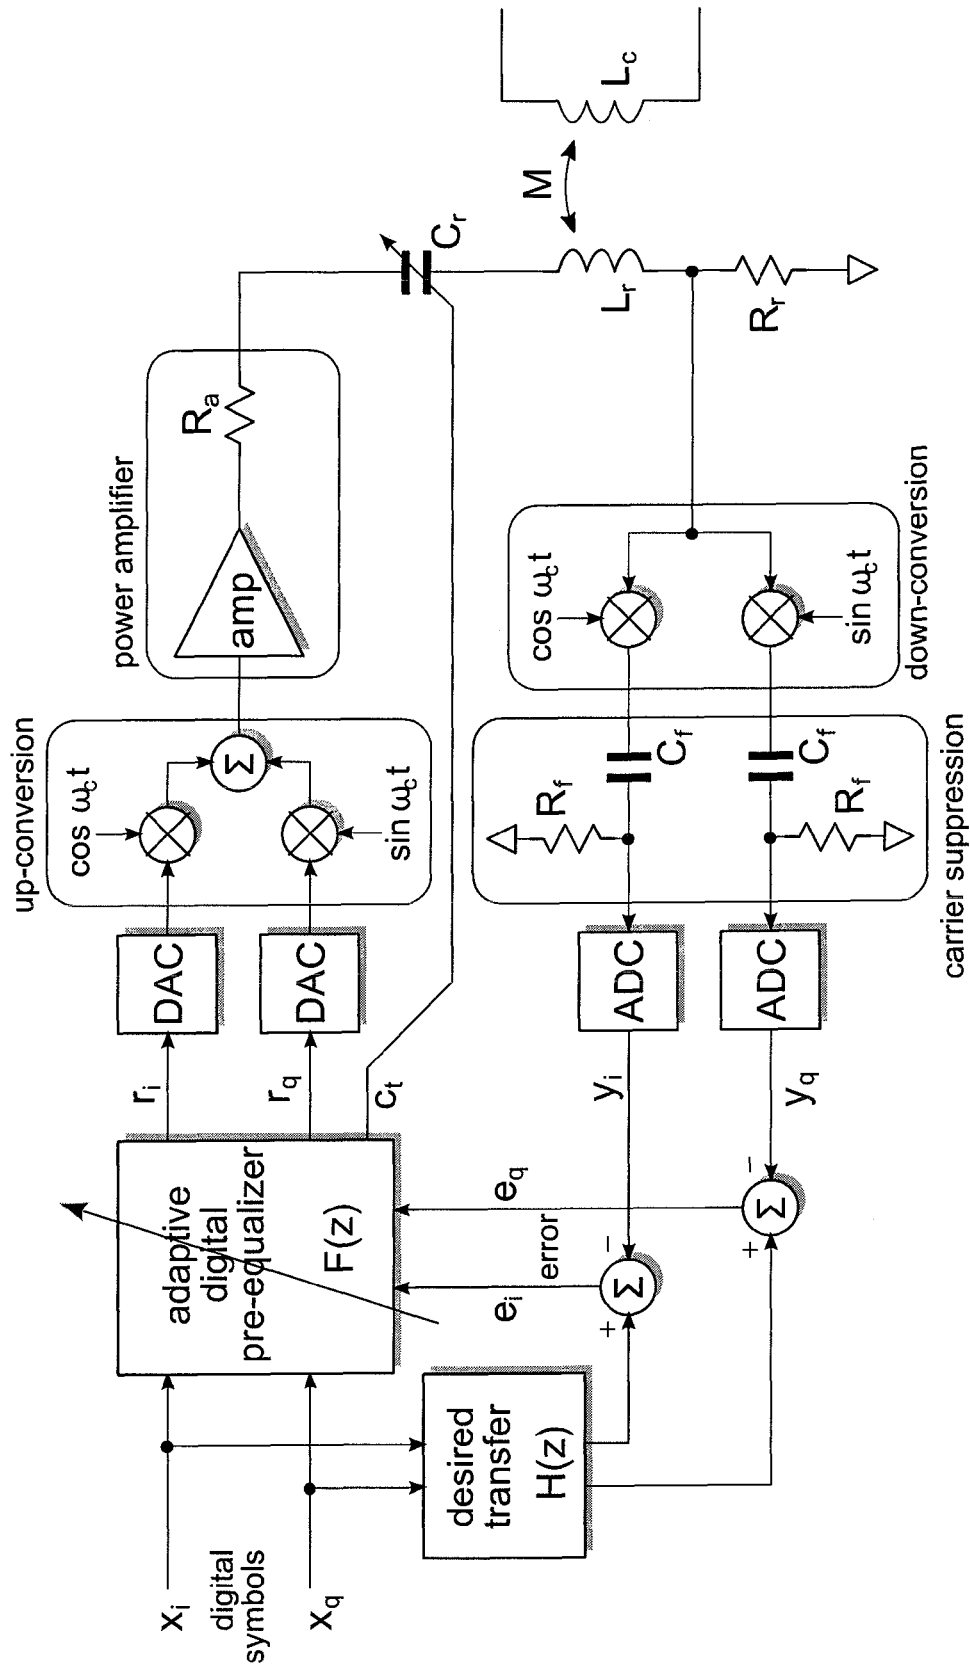 x_i
digital
symbols
x_q
adaptive
digital
pre-equalizer
F(z)
desired
transfer
H(z)
r_i
r_q
c_t
e_i
error
e_q
+
−
Σ
+
−
Σ
y_i
y_q
DAC
DAC
up-conversion
cos ω_c t
sin ω_c t
Σ
power amplifier
amp
R_a
C_r
M
L_r
L_c
R_r
ADC
ADC
R_f
C_f
C_f
R_f
carrier suppression
cos ω_c t
sin ω_c t
down-conversion